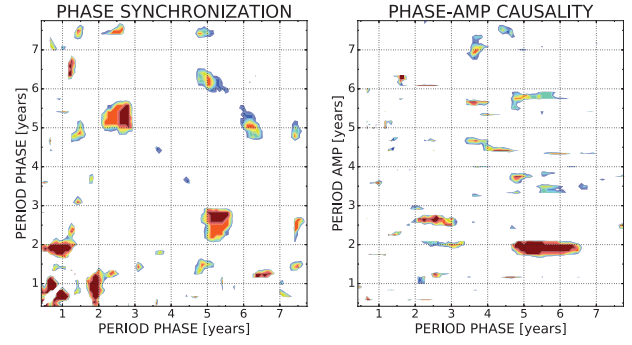 PHASE SYNCHRONIZATION
PERIOD PHASE [years]
7
6
5
4
3
2
1
1 2 3 4 5 6 7
PERIOD PHASE [years]
PHASE-AMP CAUSALITY
PERIOD AMP [years]
7
6
5
4
3
2
1
1 2 3 4 5 6 7
PERIOD PHASE [years]